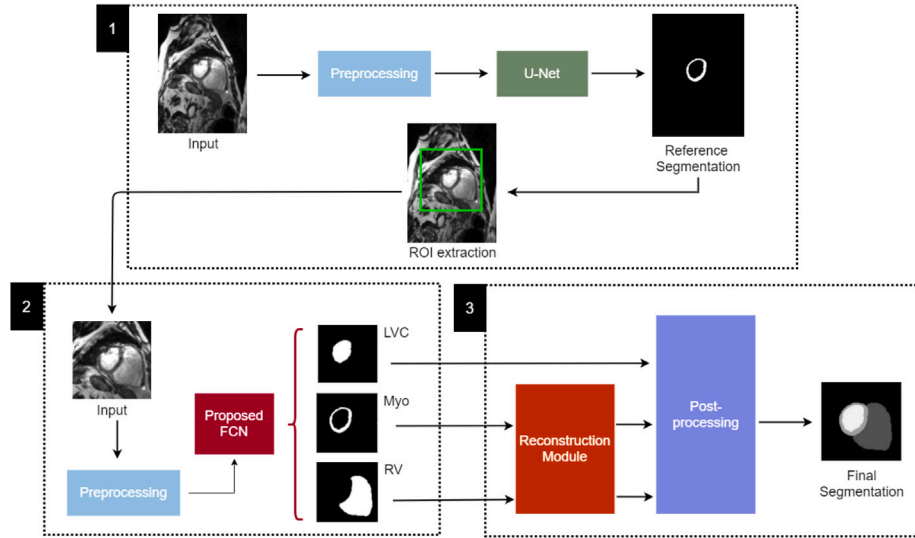 1
Preprocessing
U-Net
Input
Reference
Segmentation
ROI extraction
2
LVC
Input
Proposed
FCN
Myo
Preprocessing
RV
3
Reconstruction
Module
Post-
processing
Final
Segmentation